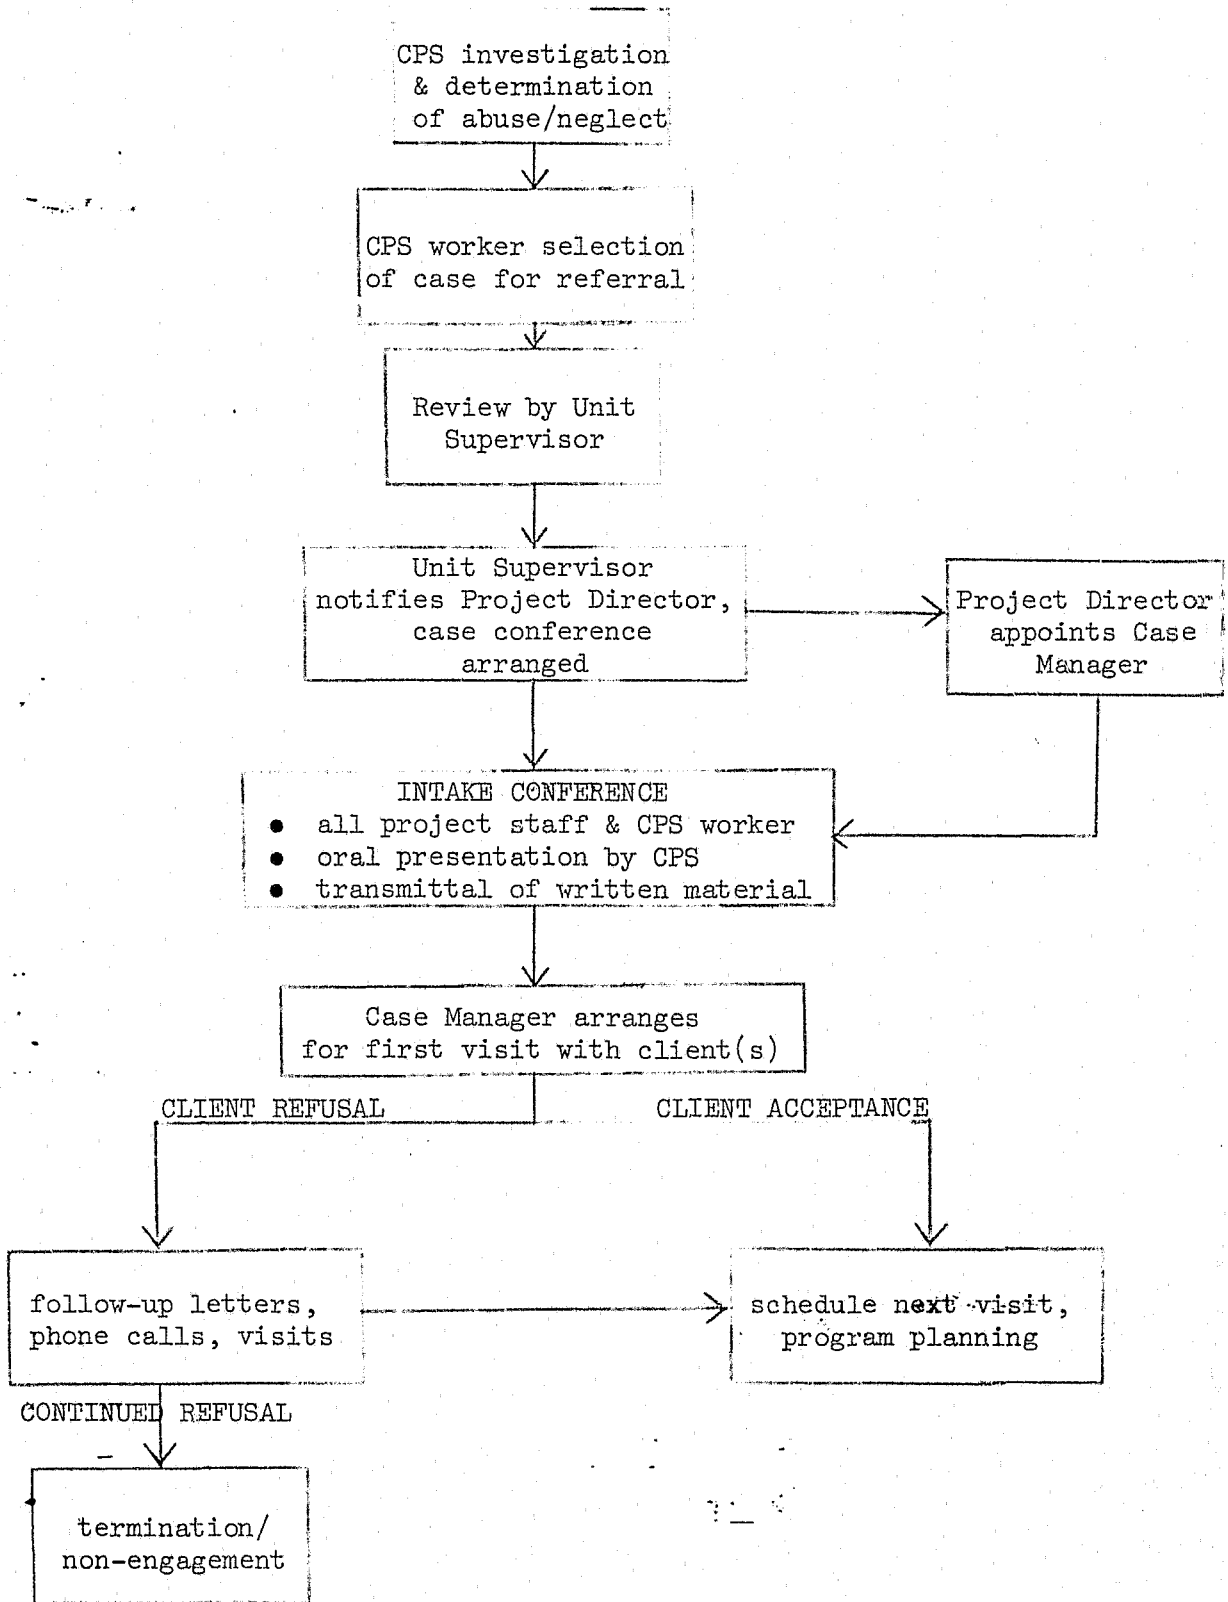 CPS investigation
& determination
of abuse/neglect
CPS worker selection
of case for referral
Review by Unit
Supervisor
Unit Supervisor
notifies Project Director,
case conference
arranged
Project Director
appoints Case
Manager
INTAKE CONFERENCE
● all project staff & CPS worker
● oral presentation by CPS
● transmittal of written material
Case Manager arranges
for first visit with client(s)
CLIENT REFUSAL
CLIENT ACCEPTANCE
follow-up letters,
phone calls, visits
schedule next visit,
program planning
CONTINUED REFUSAL
termination/
non-engagement